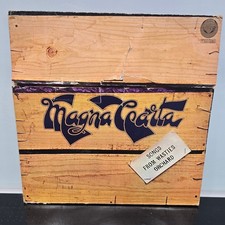 Magna Carta
SONGS
FROM WASTIES
ORCHARD